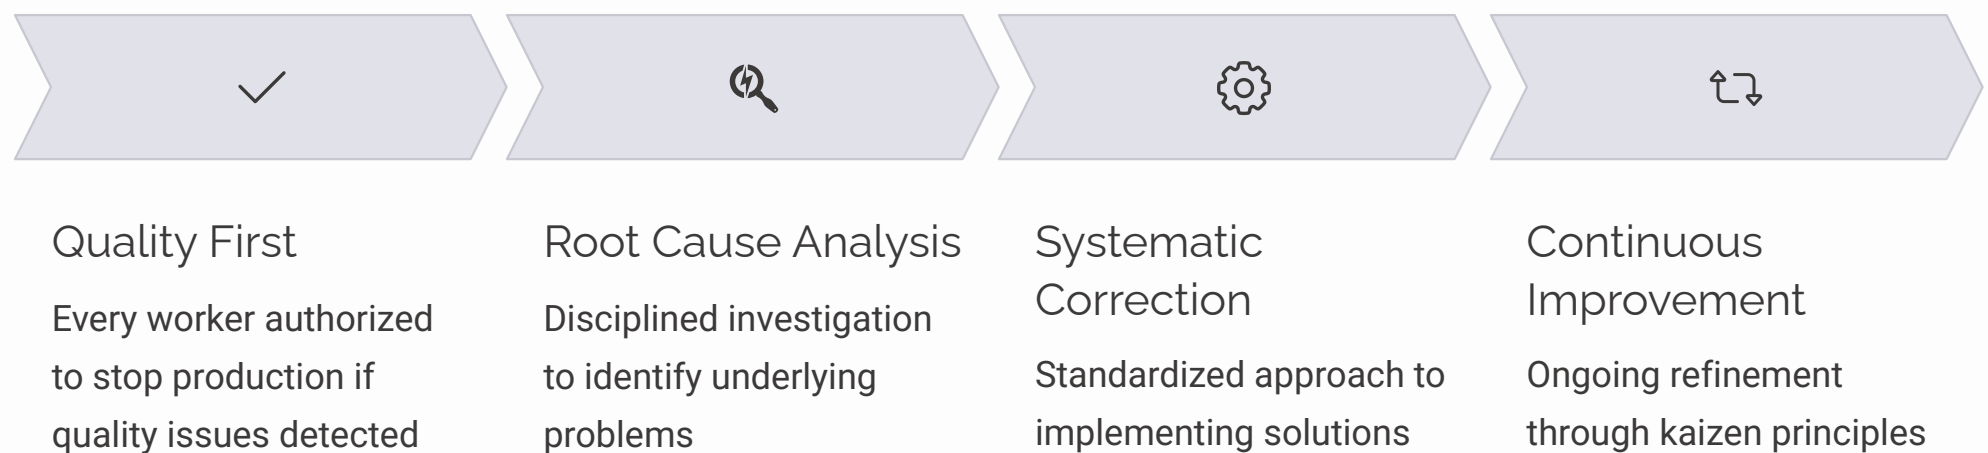 Quality First
Every worker authorized
to stop production if
quality issues detected
Root Cause Analysis
Disciplined investigation
to identify underlying
problems
Systematic
Correction
Standardized approach to
implementing solutions
Continuous
Improvement
Ongoing refinement
through kaizen principles